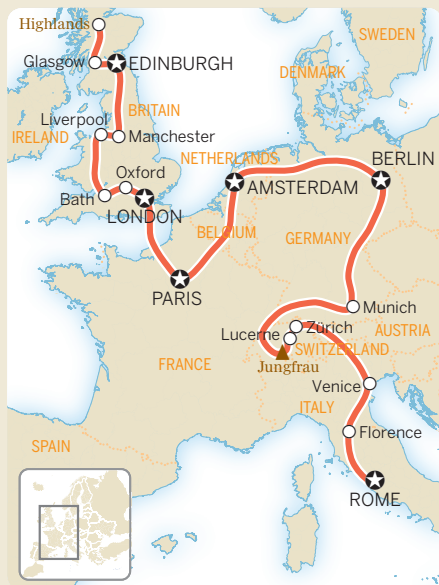 Highlands
SWEDEN
Glasgow
EDINBURGH
DENMARK
BRITAIN
Liverpool
IRELAND
Manchester
NETHERLANDS
BERLIN
Oxford
AMSTERDAM
Bath
LONDON
BELGIUM
GERMANY
PARIS
Munich
Zürich
AUSTRIA
Lucerne
SWITZERLAND
FRANCE
Jungfrau
Venice
ITALY
Florence
SPAIN
ROME